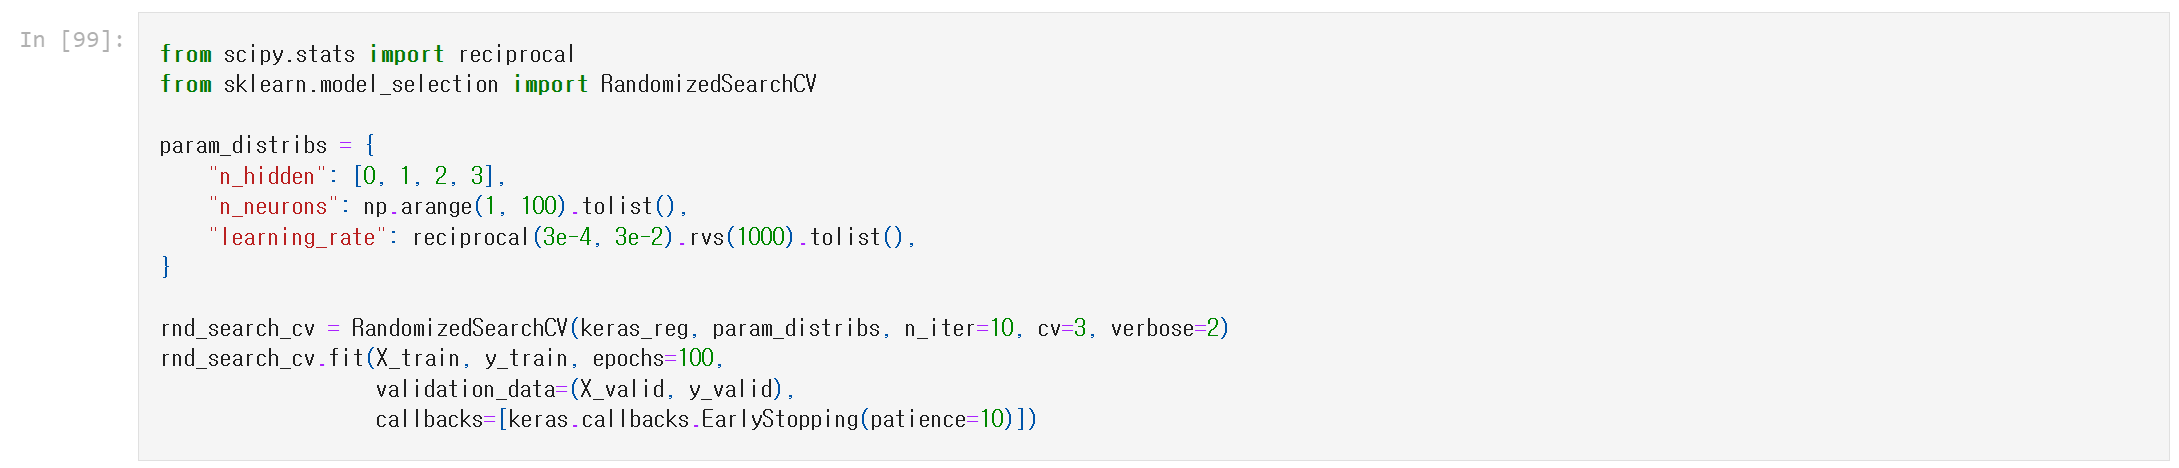 In [99]:
from scipy.stats import reciprocal
from sklearn.model_selection import RandomizedSearchCV
param_distribs = {
    "n_hidden": [0, 1, 2, 3],
    "n_neurons": np.arange(1, 100).tolist(),
    "learning_rate": reciprocal(3e-4, 3e-2).rvs(1000).tolist(),
}
rnd_search_cv = RandomizedSearchCV(keras_reg, param_distribs, n_iter=10, cv=3, verbose=2)
rnd_search_cv.fit(X_train, y_train, epochs=100,
                  validation_data=(X_valid, y_valid),
                  callbacks=[keras.callbacks.EarlyStopping(patience=10)])